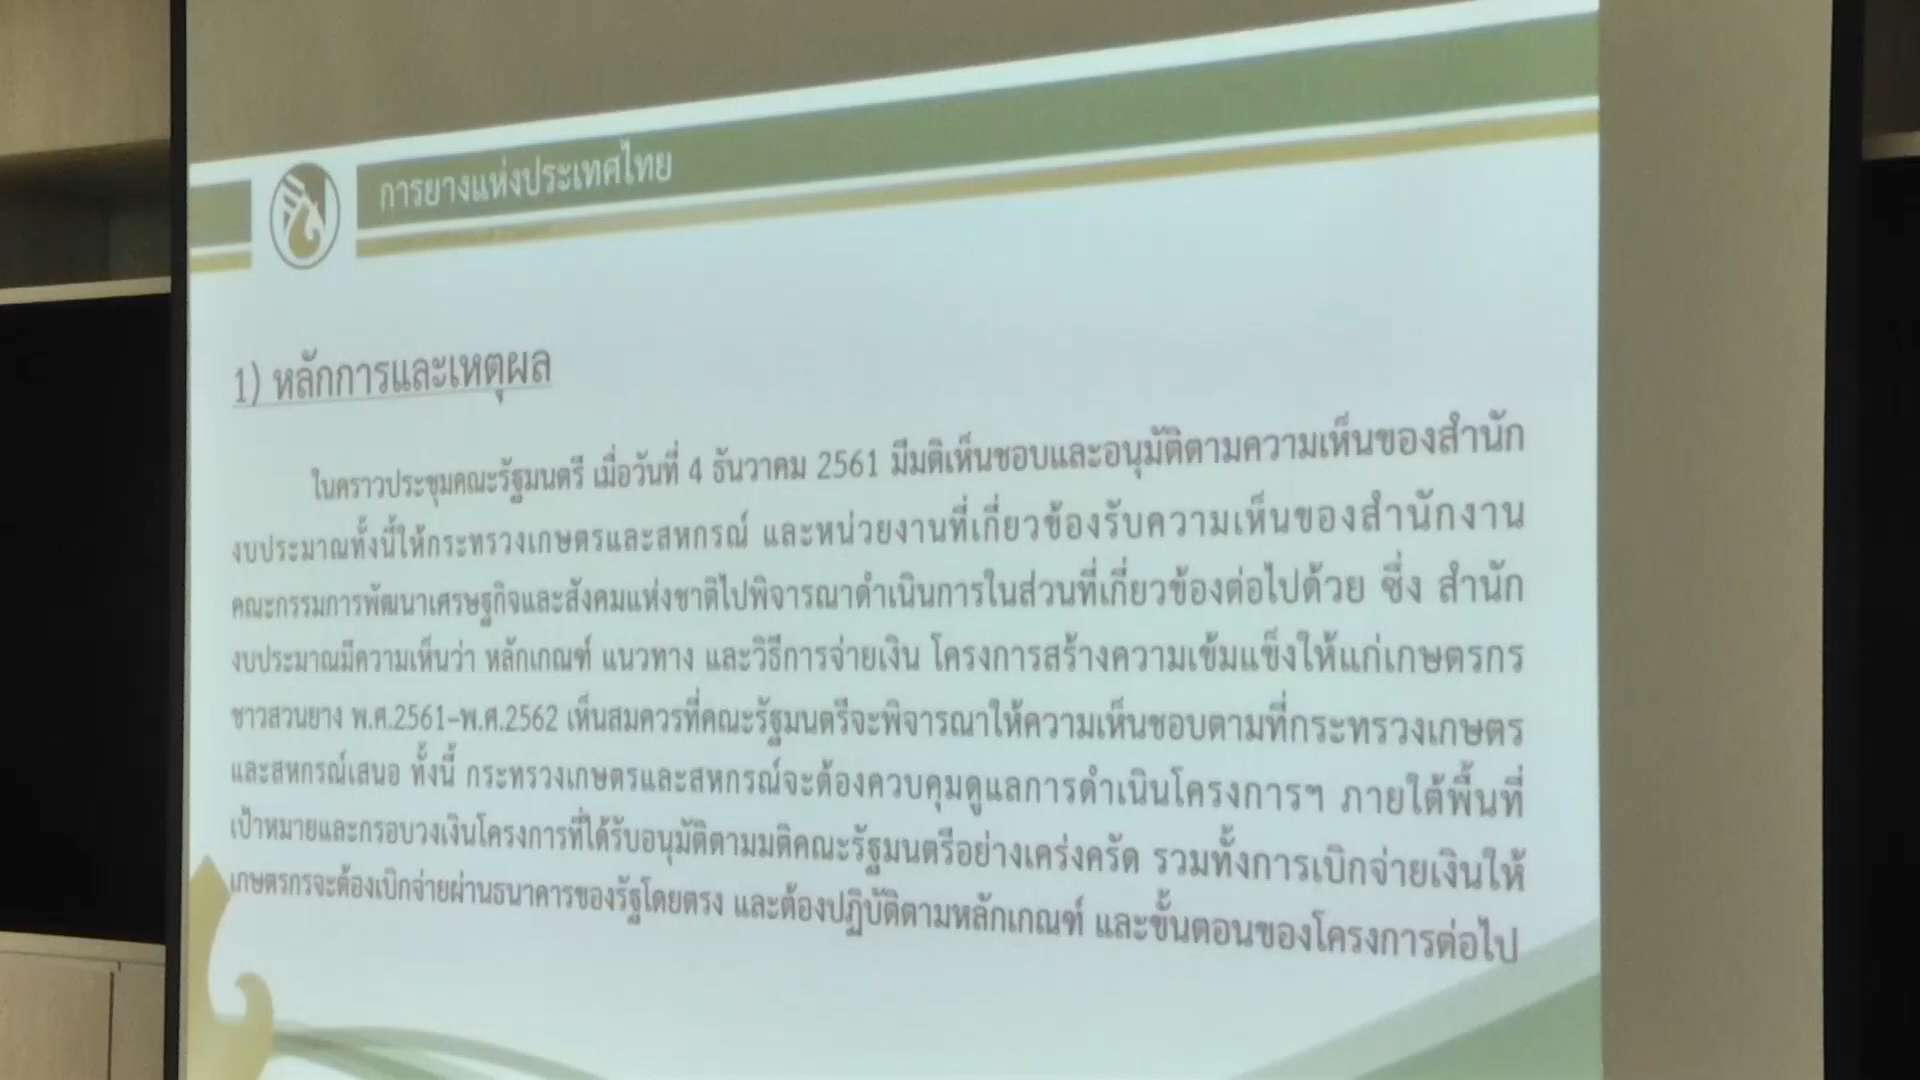 การยางแห่งประเทศไทย
1) หลักการและเหตุผล
ในคราวประชุมคณะรัฐมนตรี เมื่อวันที่ 4 ธันวาคม 2561 มีมติเห็นชอบและอนุมัติตามความเห็นของสำนัก
งบประมาณทั้งนี้ให้กระทรวงเกษตรและสหกรณ์ และหน่วยงานที่เกี่ยวข้องรับความเห็นของสำนักงาน
คณะกรรมการพัฒนาเศรษฐกิจและสังคมแห่งชาติไปพิจารณาดำเนินการในส่วนที่เกี่ยวข้องต่อไปด้วย ซึ่ง สำนัก
งบประมาณมีความเห็นว่า หลักเกณฑ์ แนวทาง และวิธีการจ่ายเงิน โครงการสร้างความเข้มแข็งให้แก่เกษตรกร
ชาวสวนยาง พ.ศ.2561–พ.ศ.2562 เห็นสมควรที่คณะรัฐมนตรีจะพิจารณาให้ความเห็นชอบตามที่กระทรวงเกษตร
และสหกรณ์เสนอ ทั้งนี้ กระทรวงเกษตรและสหกรณ์จะต้องควบคุมดูแลการดำเนินโครงการฯ ภายใต้พื้นที่
เป้าหมายและกรอบวงเงินโครงการที่ได้รับอนุมัติตามมติคณะรัฐมนตรีอย่างเคร่งครัด รวมทั้งการเบิกจ่ายเงินให้
เกษตรกรจะต้องเบิกจ่ายผ่านธนาคารของรัฐโดยตรง และต้องปฏิบัติตามหลักเกณฑ์ และขั้นตอนของโครงการต่อไป